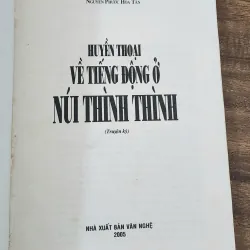 NGUYỄN PHƯỚC HỎA TÂN
HUYỀN THOẠI
VỀ TIẾNG ĐỘNG Ở
NÚI THÌNH THÌNH
(Truyện ký)
NHÀ XUẤT BẢN VĂN NGHỆ
2005